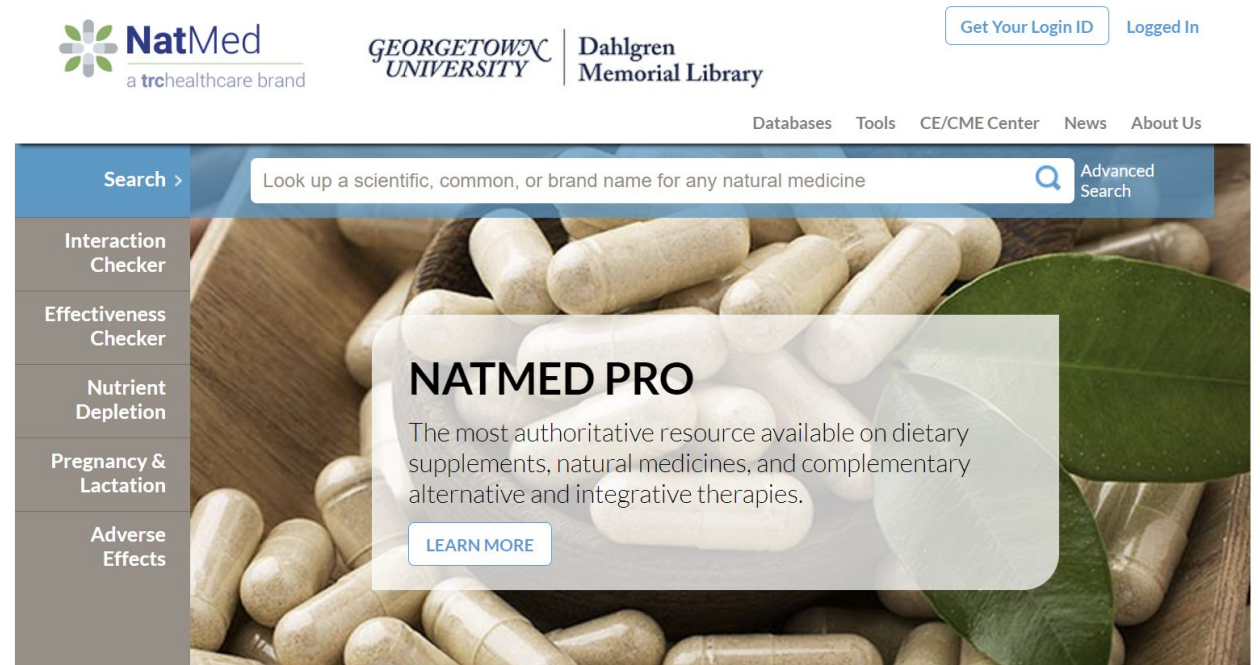 NatMed
a trchealthcare brand
GEORGETOWN
UNIVERSITY
Dahlgren
Memorial Library
Get Your Login ID
Logged In
Databases Tools CE/CME Center News About Us
Search >
Look up a scientific, common, or brand name for any natural medicine
Advanced
Search
Interaction
Checker
Effectiveness
Checker
Nutrient
Depletion
Pregnancy &
Lactation
Adverse
Effects
NATMED PRO
The most authoritative resource available on dietary
supplements, natural medicines, and complementary
alternative and integrative therapies.
LEARN MORE